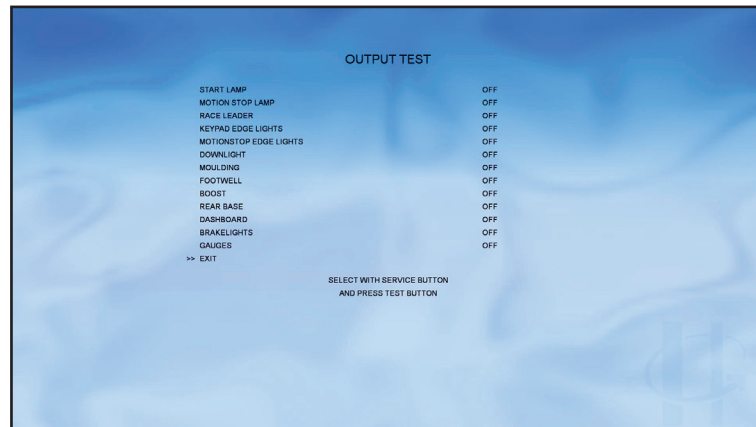 OUTPUT TEST
START LAMP OFF
MOTION STOP LAMP OFF
RACE LEADER OFF
KEYPAD EDGE LIGHTS OFF
MOTIONSTOP EDGE LIGHTS OFF
DOWNLIGHT OFF
MOULDING OFF
FOOTWELL OFF
BOOST OFF
REAR BASE OFF
DASHBOARD OFF
BRAKELIGHTS OFF
GAUGES OFF
>> EXIT
SELECT WITH SERVICE BUTTON
AND PRESS TEST BUTTON